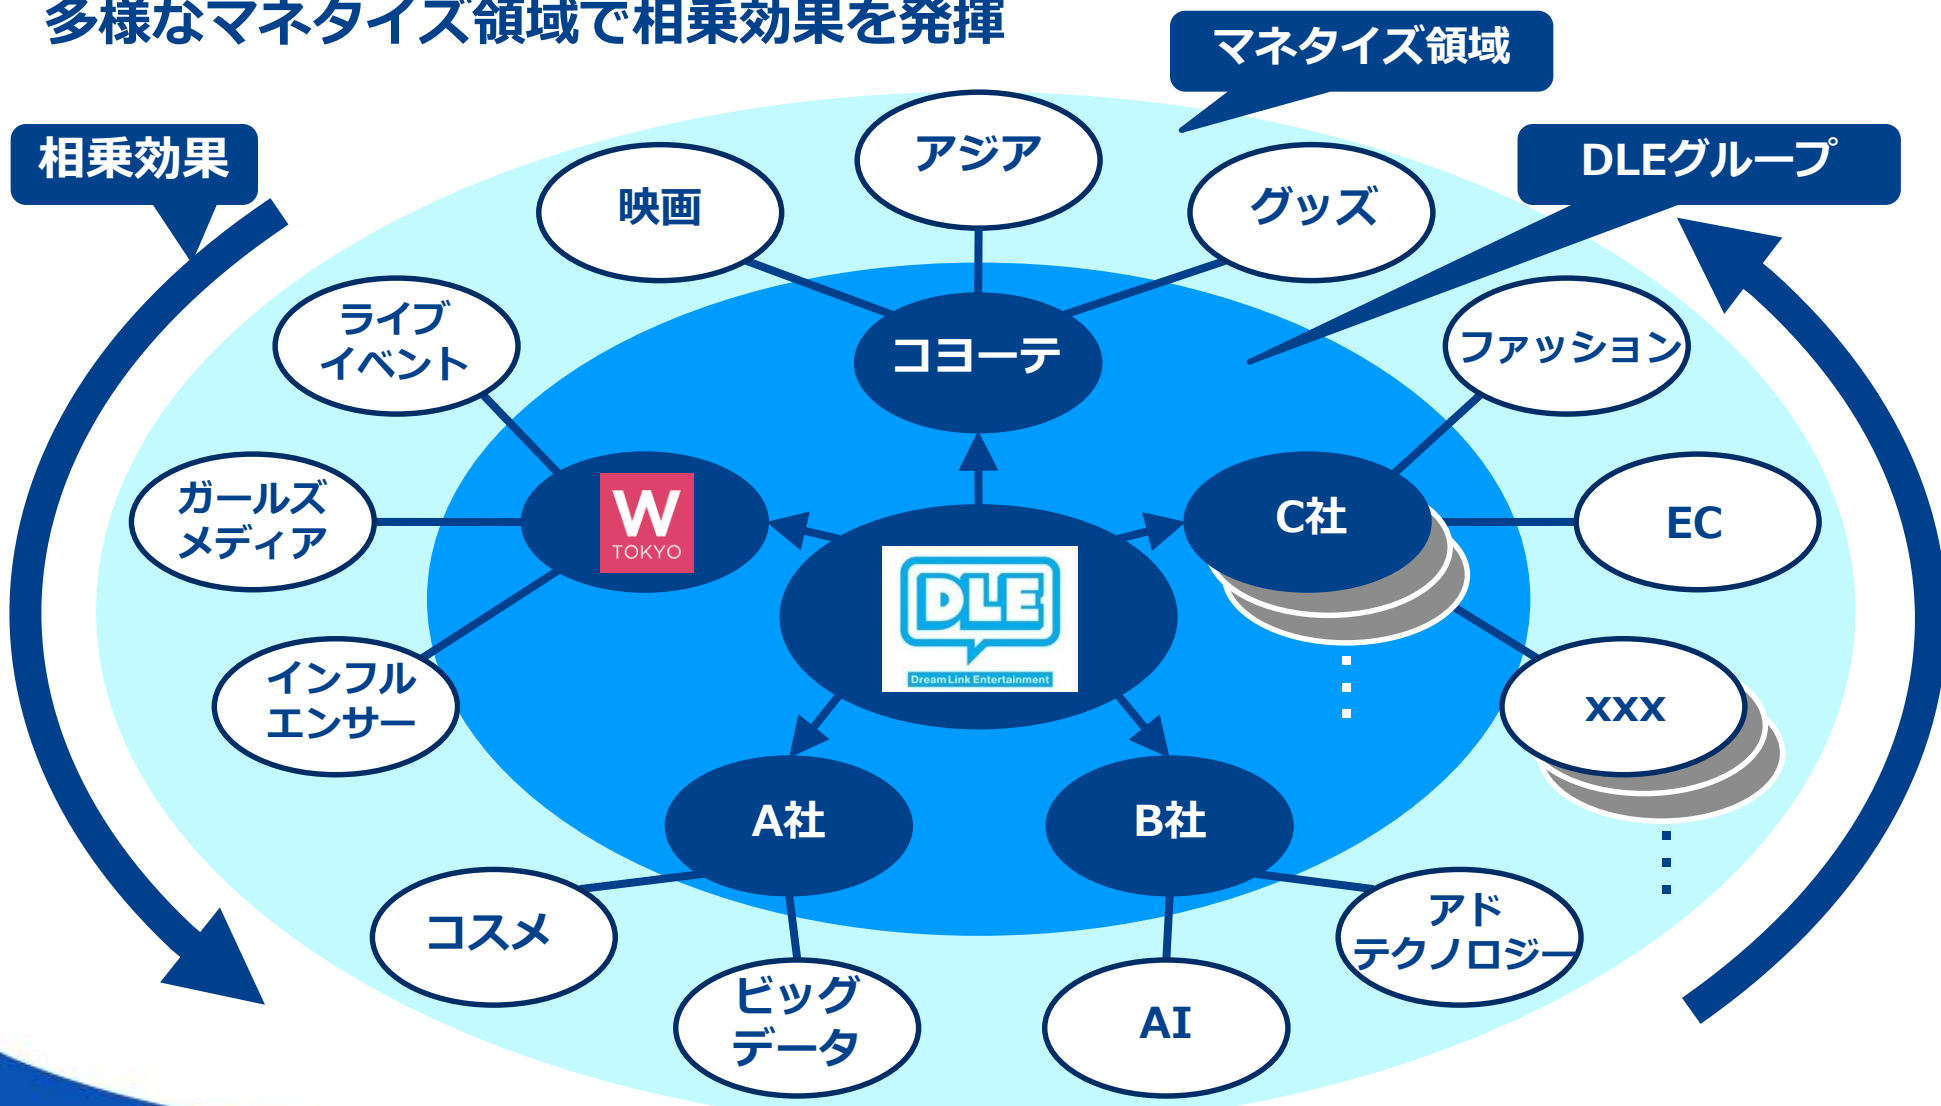 多様なマネタイズ領域で相乗効果を発揮
マネタイズ領域
相乗効果
DLEグループ
アジア
映画
グッズ
ライブ
イベント
コヨーテ
ファッション
ガールズ
メディア
W
TOKYO
C社
EC
DLE
Dream Link Entertainment
インフル
エンサー
xxx
A社
B社
コスメ
アド
テクノロジー
ビッグ
データ
AI